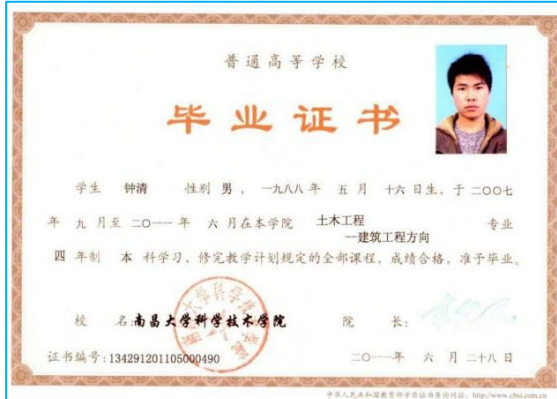 普通高等学校
毕业证书
学生 钟清 性别 男 ，一九八八年 五月 十六日生，于二〇〇七
年 九月至二〇一一年 六月在本学院 土木工程 专业
--建筑工程方向
四年制 本科学习，修完教学计划规定的全部课程，成绩合格，准予毕业。
校 名:南昌大学科学技术学院 院 长:
证书编号:134291201105000490 二〇一一年 六月 二十八日
中华人民共和国教育部学历证书查询网址: http://www.chsi.com.cn